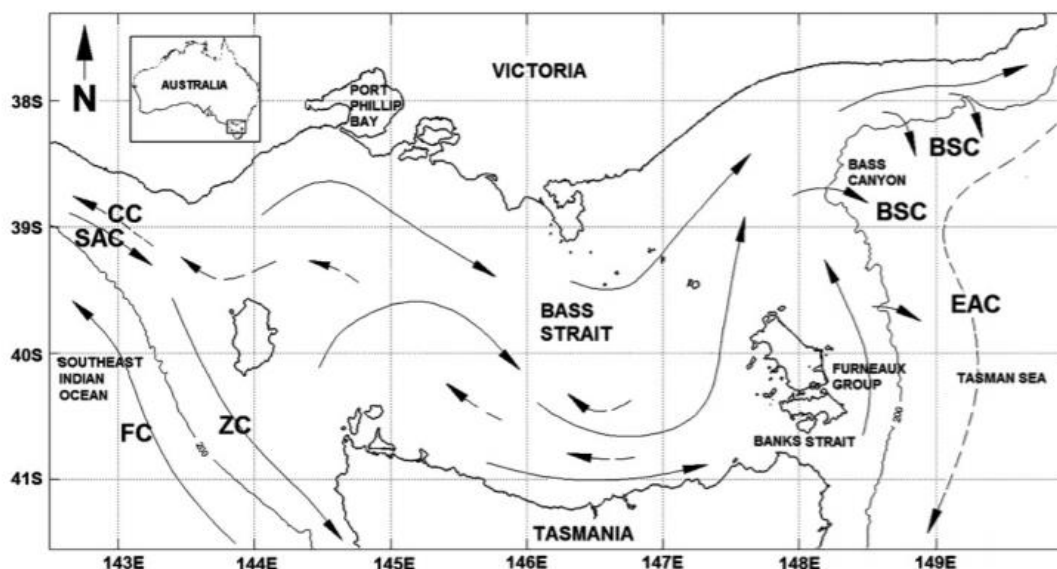 N
AUSTRALIA
VICTORIA
PORT
PHILLIP
BAY
38S
39S
40S
41S
CC
SAC
BASS
CANYON
BSC
BSC
BASS
STRAIT
EAC
SOUTHEAST
INDIAN
OCEAN
FURNEAUX
GROUP
TASMAN SEA
FC
200
ZC
BANKS STRAIT
200
TASMANIA
143E 144E 145E 146E 147E 148E 149E